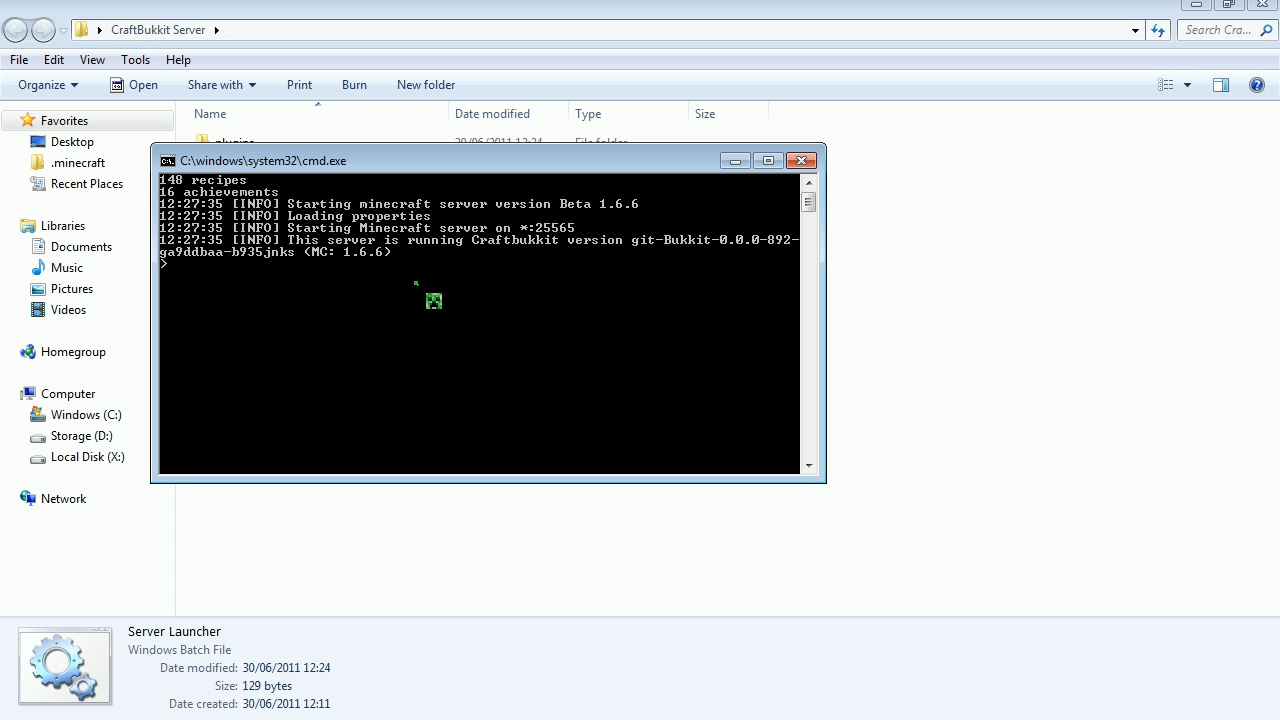 CraftBukkit Server
Search Cra...
File Edit View Tools Help
Organize Open Share with Print Burn New folder
Name Date modified Type Size
Favorites
Desktop
.minecraft
Recent Places
Libraries
Documents
Music
Pictures
Videos
Homegroup
Computer
Windows (C:)
Storage (D:)
Local Disk (X:)
Network
plugins 30/06/2011 12:24 File folder
C:\windows\system32\cmd.exe
148 recipes
16 achievements
12:27:35 [INFO] Starting minecraft server version Beta 1.6.6
12:27:35 [INFO] Loading properties
12:27:35 [INFO] Starting Minecraft server on *:25565
12:27:35 [INFO] This server is running Craftbukkit version git-Bukkit-0.0.0-892-
ga9ddbaa-b935jnks (MC: 1.6.6)
>
Server Launcher
Windows Batch File
Date modified: 30/06/2011 12:24
Size: 129 bytes
Date created: 30/06/2011 12:11